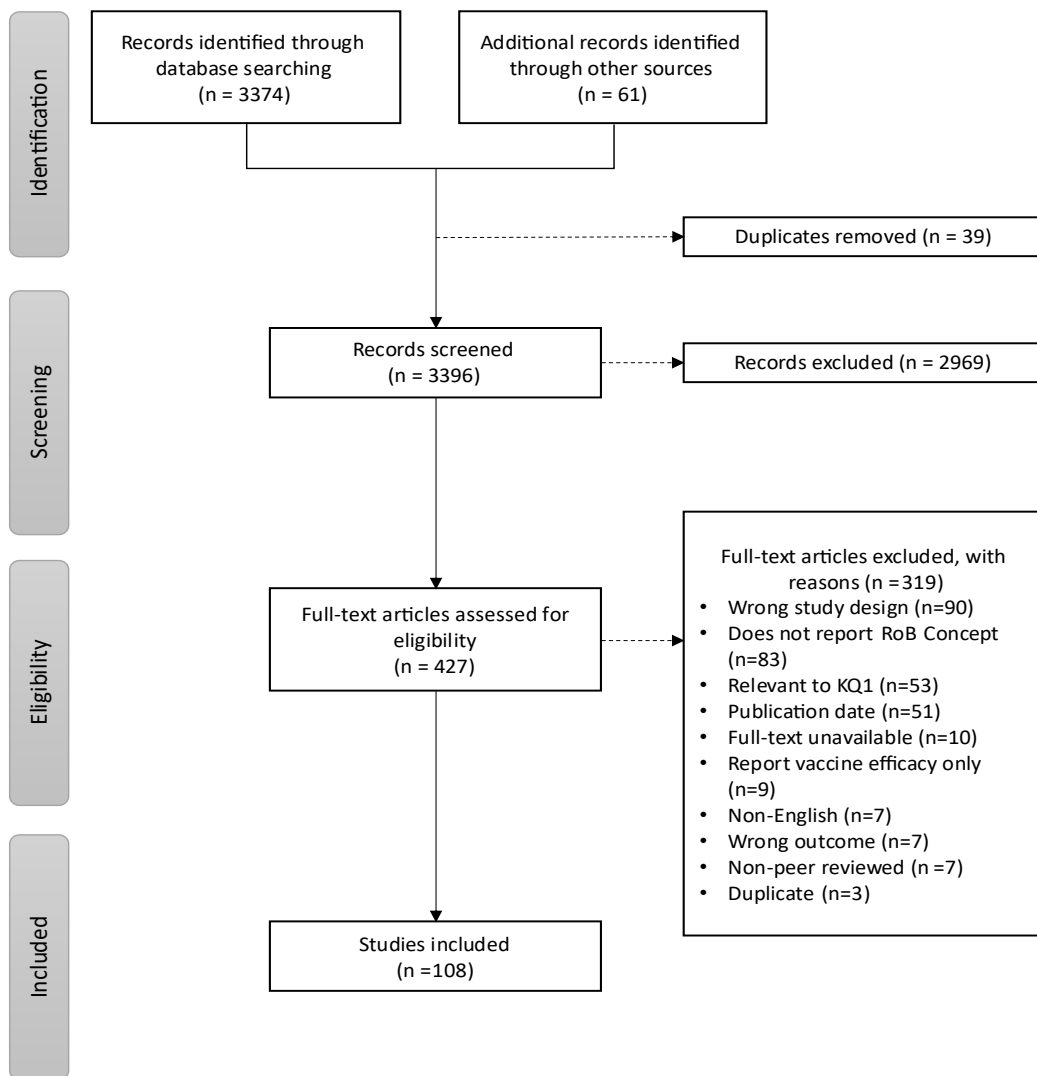 Identification
Records identified through
database searching
(n = 3374)
Additional records identified
through other sources
(n = 61)
Duplicates removed (n = 39)
Screening
Records screened
(n = 3396)
Records excluded (n = 2969)
Eligibility
Full-text articles assessed for
eligibility
(n = 427)
Full-text articles excluded, with
reasons (n =319)
• Wrong study design (n=90)
• Does not report RoB Concept
(n=83)
• Relevant to KQ1 (n=53)
• Publication date (n=51)
• Full-text unavailable (n=10)
• Report vaccine efficacy only
(n=9)
• Non-English (n=7)
• Wrong outcome (n=7)
• Non-peer reviewed (n =7)
• Duplicate (n=3)
Included
Studies included
(n =108)